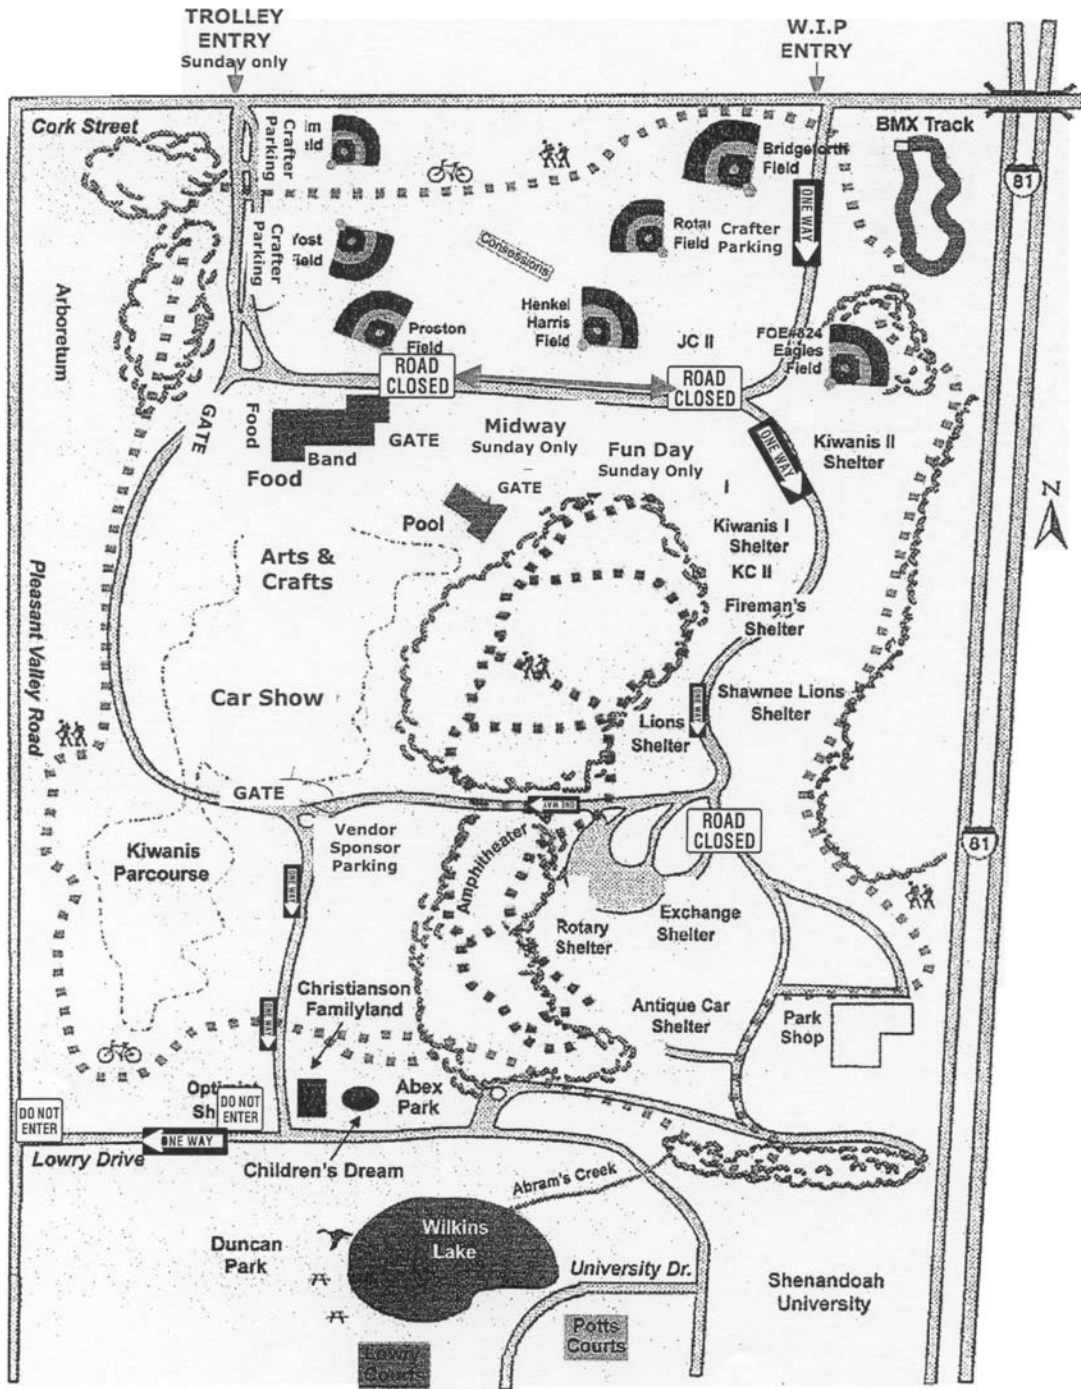 TROLLEY
ENTRY
Sunday only
W.I.P
ENTRY
Cork Street
Crafter
Parking
BMX Track
Bridgeforth
Field
81
ONE WAY
Crafter
Parking
Field
Crafter
Parking
Concessions
Arboretum
Henkel
Harris
Field
Proston
Field
JC II
FOE#824
Eagles
Field
ROAD
CLOSED
ROAD
CLOSED
GATE
Food
Band
Food
GATE
Midway
Sunday Only
Fun Day
Sunday Only
ONE WAY
Kiwanis II
Shelter
GATE
I
N
Pool
Kiwanis I
Shelter
KC II
Arts &
Crafts
Fireman's
Shelter
Pleasant Valley Road
Car Show
Shawnee Lions
Shelter
ONE WAY
Lions
Shelter
GATE
ONE WAY
ROAD
CLOSED
81
Vendor
Sponsor
Parking
Kiwanis
Parcourse
Amphitheater
ONE WAY
Rotary
Shelter
Exchange
Shelter
Christianson
Familyland
ONE WAY
Antique Car
Shelter
Park
Shop
Abex
Park
DO NOT
ENTER
DO NOT
ENTER
ONE WAY
Lowry Drive
Children's Dream
Abram's Creek
Wilkins
Lake
Duncan
Park
University Dr.
Shenandoah
University
Potts
Courts
Lowry
Courts